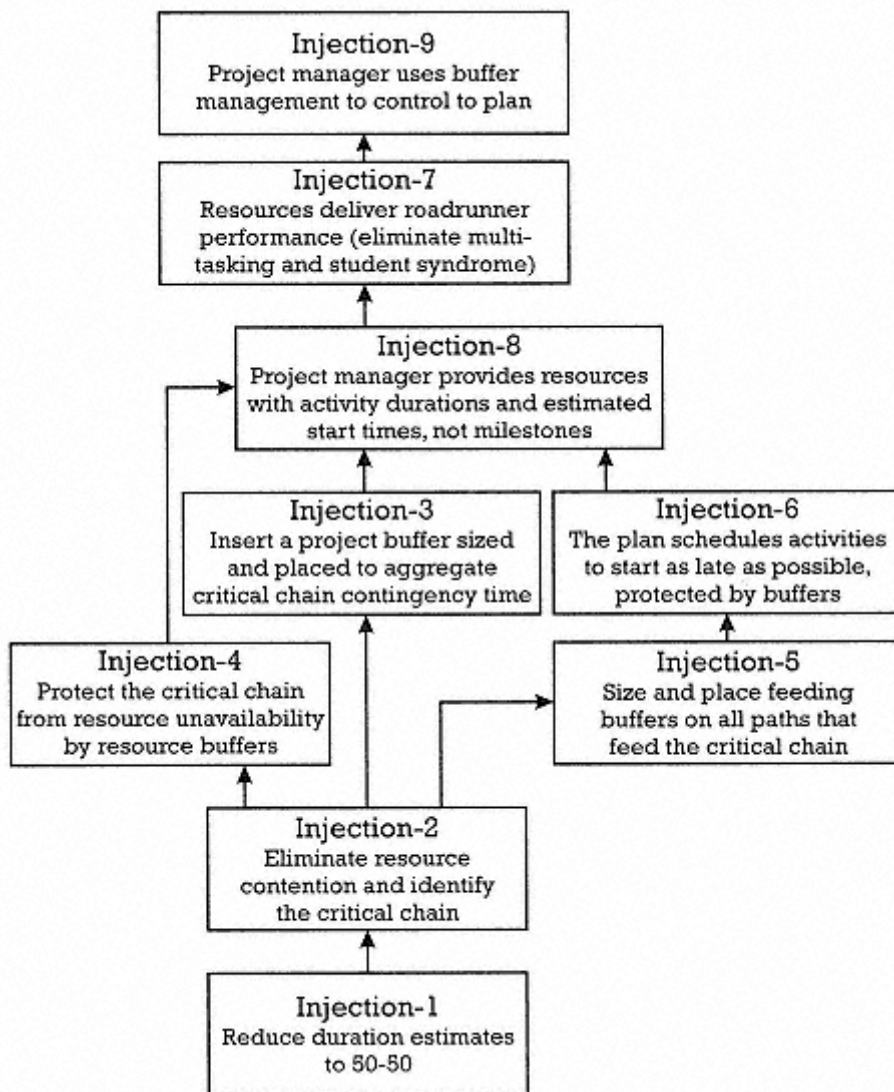 Injection-9
Project manager uses buffer
management to control to plan
Injection-7
Resources deliver roadrunner
performance (eliminate multi-
tasking and student syndrome)
Injection-8
Project manager provides resources
with activity durations and estimated
start times, not milestones
Injection-3
Insert a project buffer sized
and placed to aggregate
critical chain contingency time
Injection-6
The plan schedules activities
to start as late as possible,
protected by buffers
Injection-4
Protect the critical chain
from resource unavailability
by resource buffers
Injection-5
Size and place feeding
buffers on all paths that
feed the critical chain
Injection-2
Eliminate resource
contention and identify
the critical chain
Injection-1
Reduce duration estimates
to 50-50